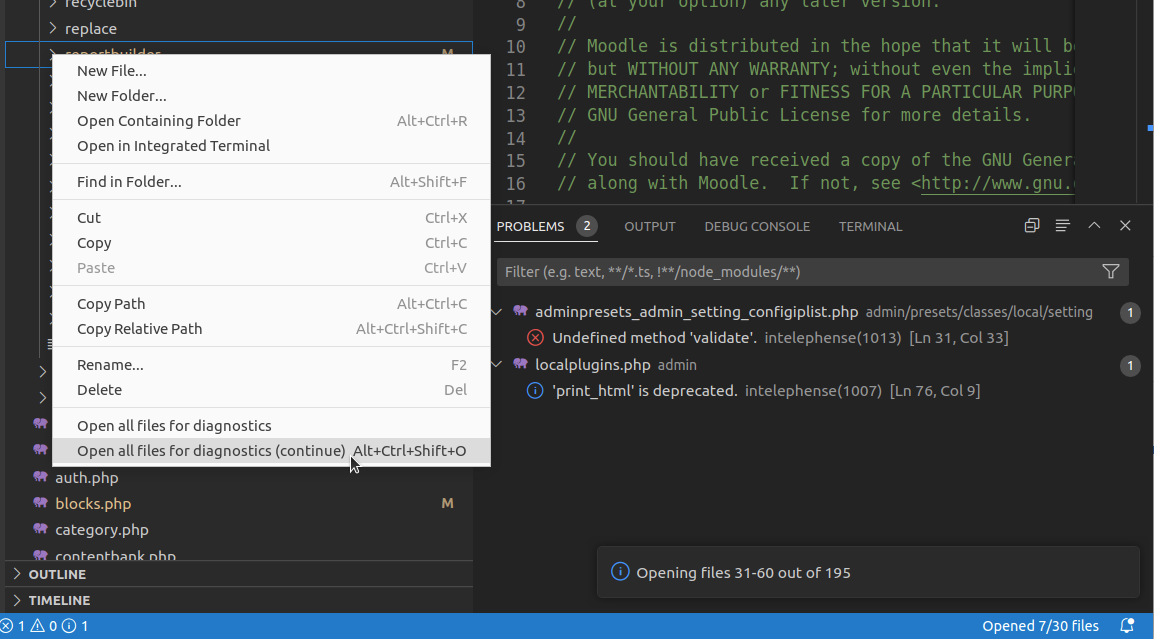 recyclebin
replace
reportbuilder M
New File...
New Folder...
Open Containing Folder Alt+Ctrl+R
Open in Integrated Terminal
Find in Folder... Alt+Shift+F
Cut Ctrl+X
Copy Ctrl+C
Paste Ctrl+V
Copy Path Alt+Ctrl+C
Copy Relative Path Alt+Ctrl+Shift+C
Rename... F2
Delete Del
Open all files for diagnostics
Open all files for diagnostics (continue) Alt+Ctrl+Shift+O
auth.php
blocks.php M
category.php
contentbank.php
OUTLINE
TIMELINE
8 // (at your option) any later version.
9 //
10 // Moodle is distributed in the hope that it will b
11 // but WITHOUT ANY WARRANTY; without even the impli
12 // MERCHANTABILITY or FITNESS FOR A PARTICULAR PURP
13 // GNU General Public License for more details.
14 //
15 // You should have received a copy of the GNU Genera
16 // along with Moodle. If not, see <http://www.gnu.
17
PROBLEMS 2 OUTPUT DEBUG CONSOLE TERMINAL
Filter (e.g. text, **/*.ts, !**/node_modules/**)
adminpresets_admin_setting_configiplist.php admin/presets/classes/local/setting 1
Undefined method 'validate'. intelephense(1013) [Ln 31, Col 33]
localplugins.php admin 1
'print_html' is deprecated. intelephense(1007) [Ln 76, Col 9]
Opening files 31-60 out of 195
1 0 1 Opened 7/30 files